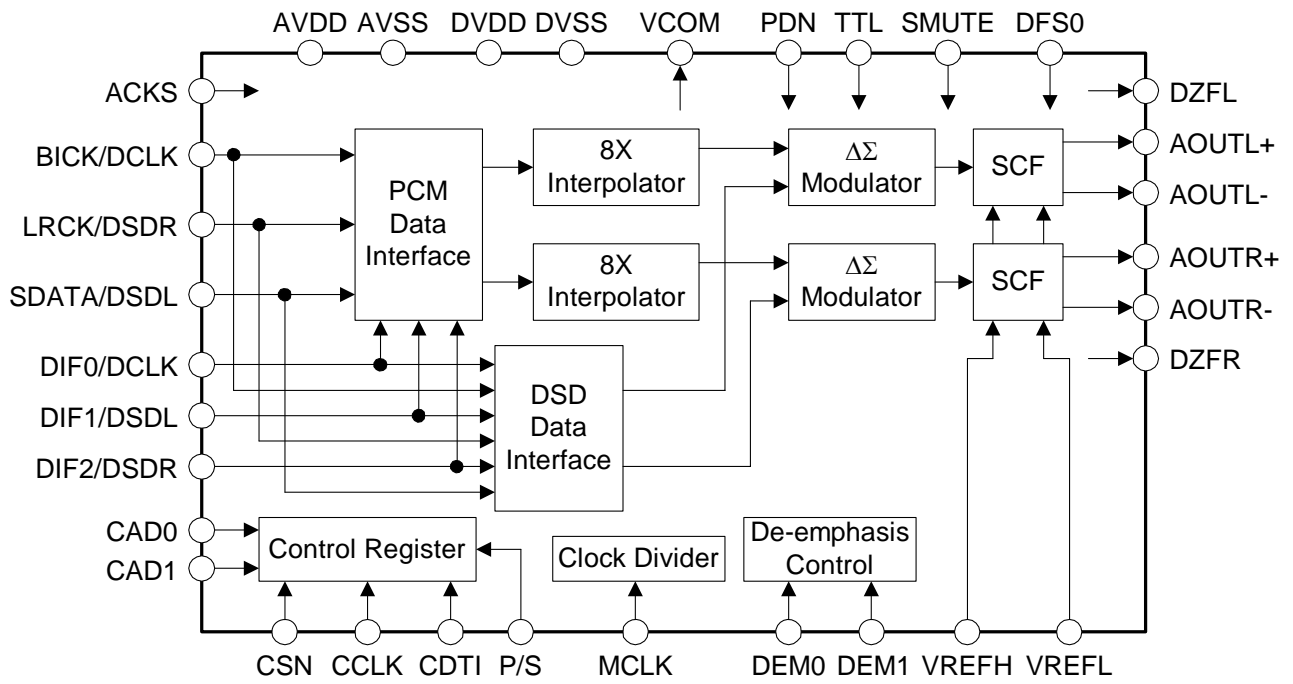 AVDD AVSS DVDD DVSS VCOM PDN TTL SMUTE DFS0
ACKS
BICK/DCLK
LRCK/DSDR
SDATA/DSDL
DIF0/DCLK
DIF1/DSDL
DIF2/DSDR
CAD0
CAD1
PCM
Data
Interface
8X
Interpolator
8X
Interpolator
ΔΣ
Modulator
ΔΣ
Modulator
SCF
SCF
DSD
Data
Interface
Control Register
Clock Divider
De-emphasis
Control
DZFL
AOUTL+
AOUTL-
AOUTR+
AOUTR-
DZFR
CSN CCLK CDTI P/S MCLK DEM0 DEM1 VREFH VREFL